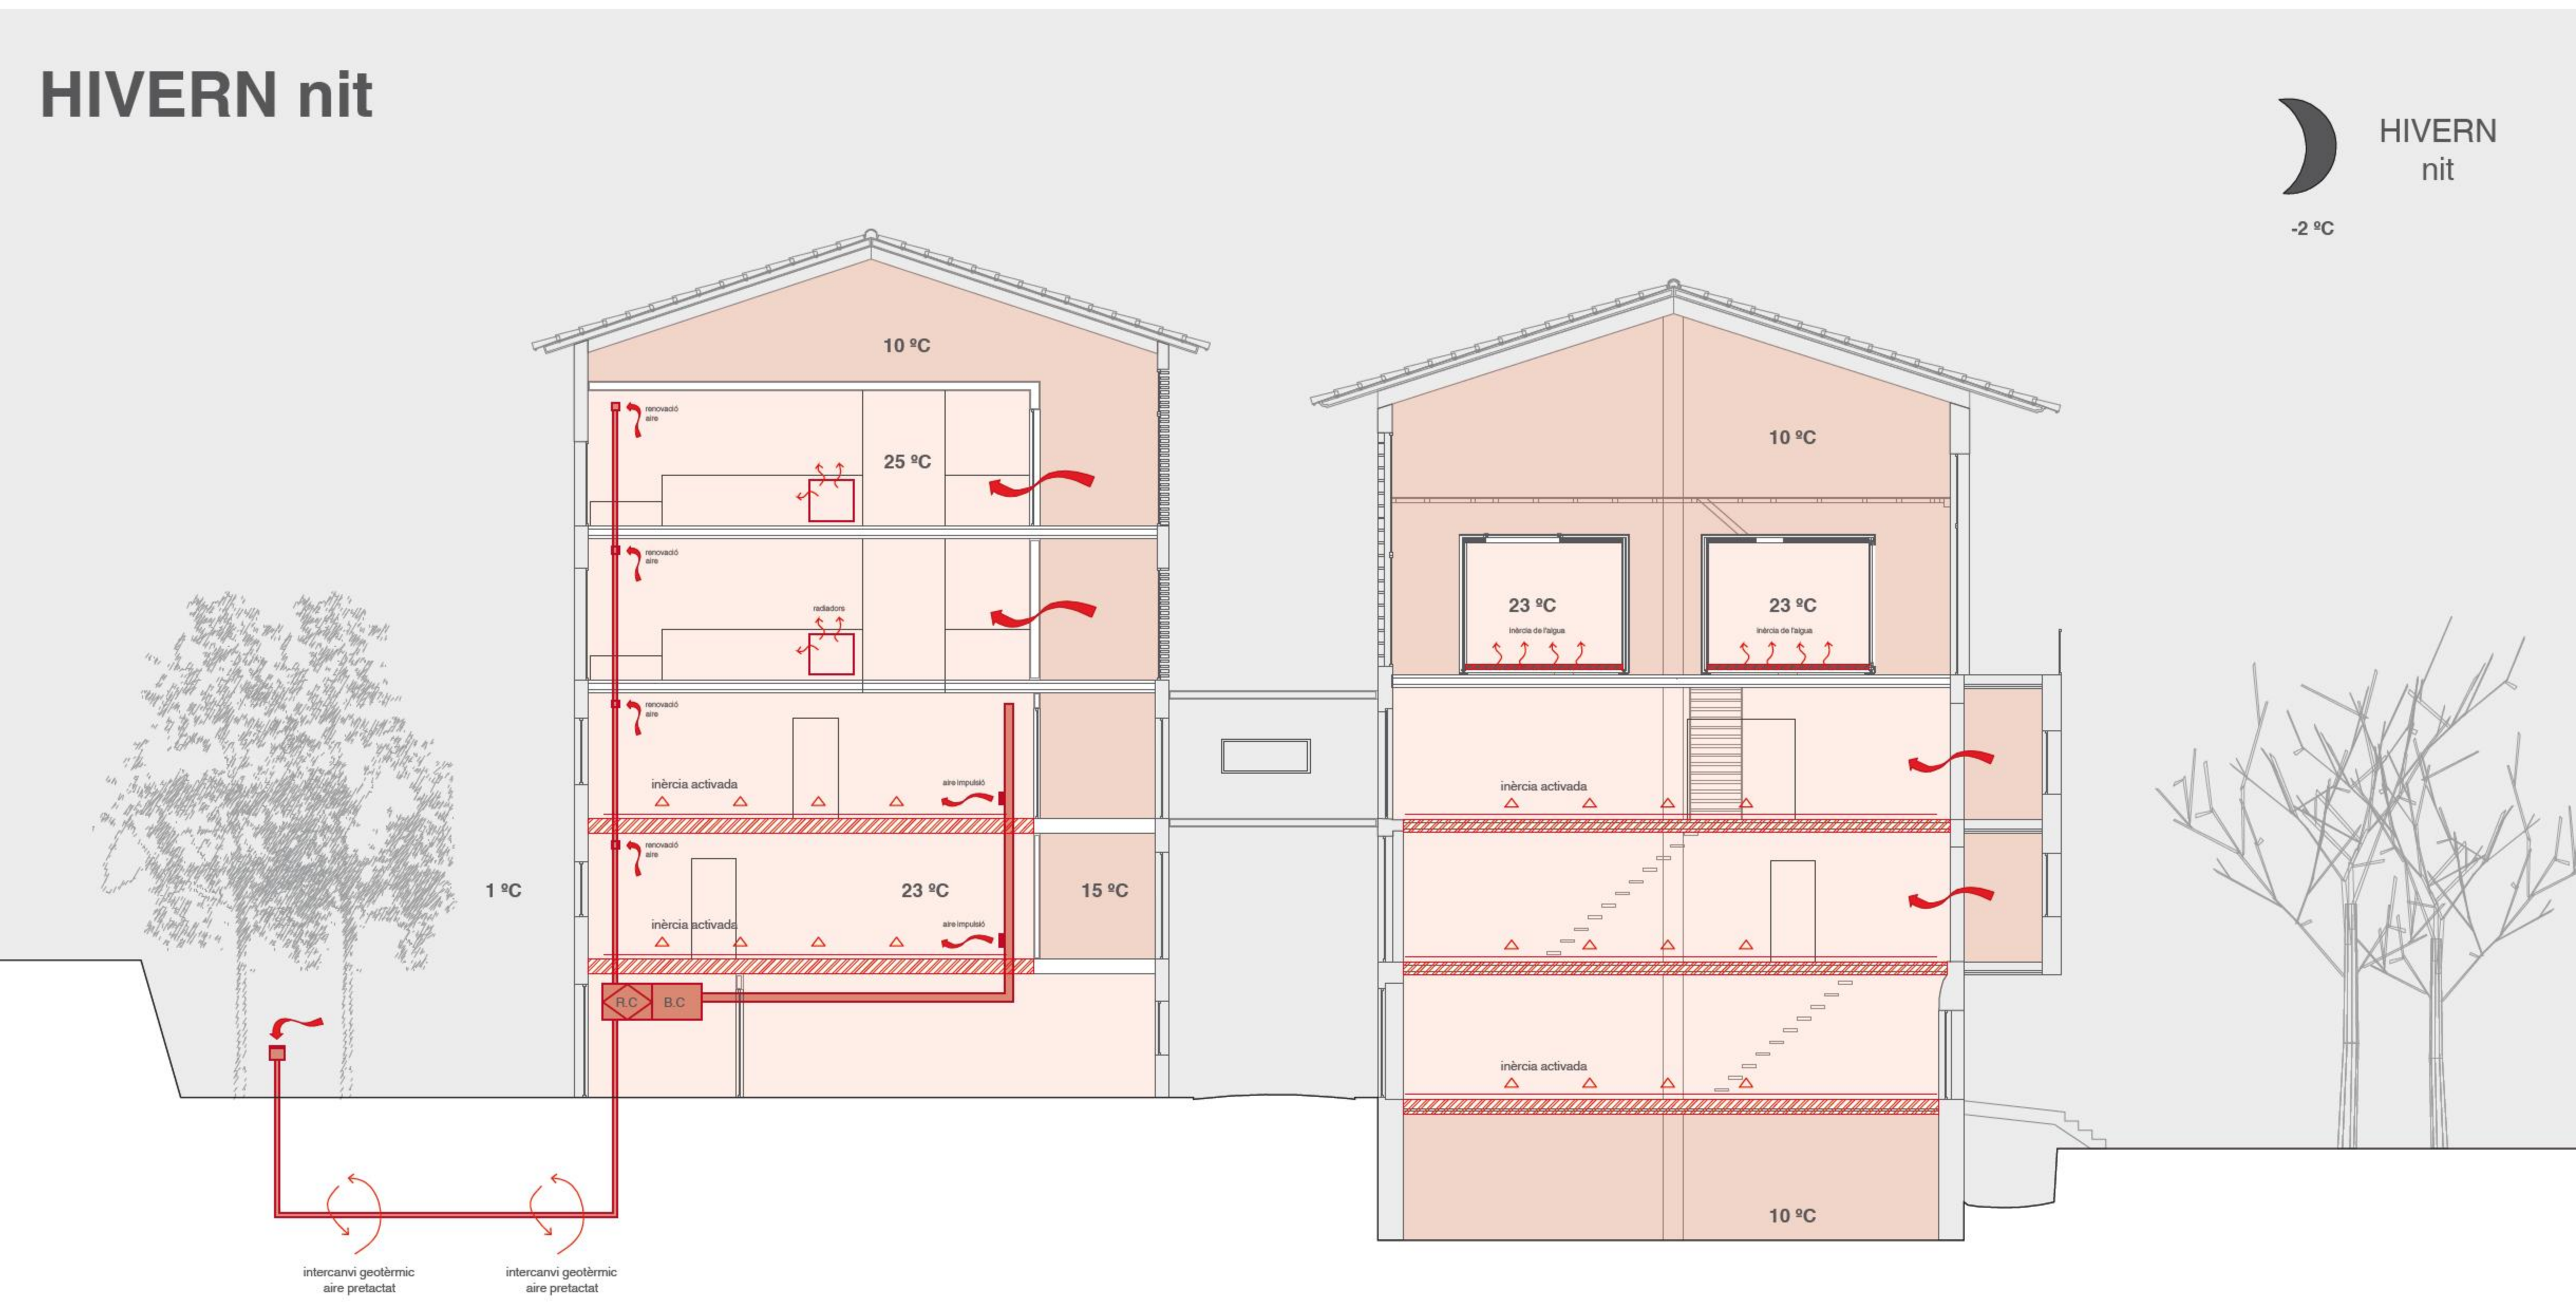 HIVERN nit
HIVERN
nit
-2 ºC
10 ºC
renovació
aire
25 ºC
renovació
aire
radiadors
renovació
aire
inèrcia activada
aire impulsió
renovació
aire
1 ºC
23 ºC
15 ºC
inèrcia activada
aire impulsió
R.C
B.C
intercanvi geotèrmic
aire pretactat
intercanvi geotèrmic
aire pretactat
10 ºC
23 ºC
inèrcia de l'aigua
23 ºC
inèrcia de l'aigua
inèrcia activada
inèrcia activada
10 ºC